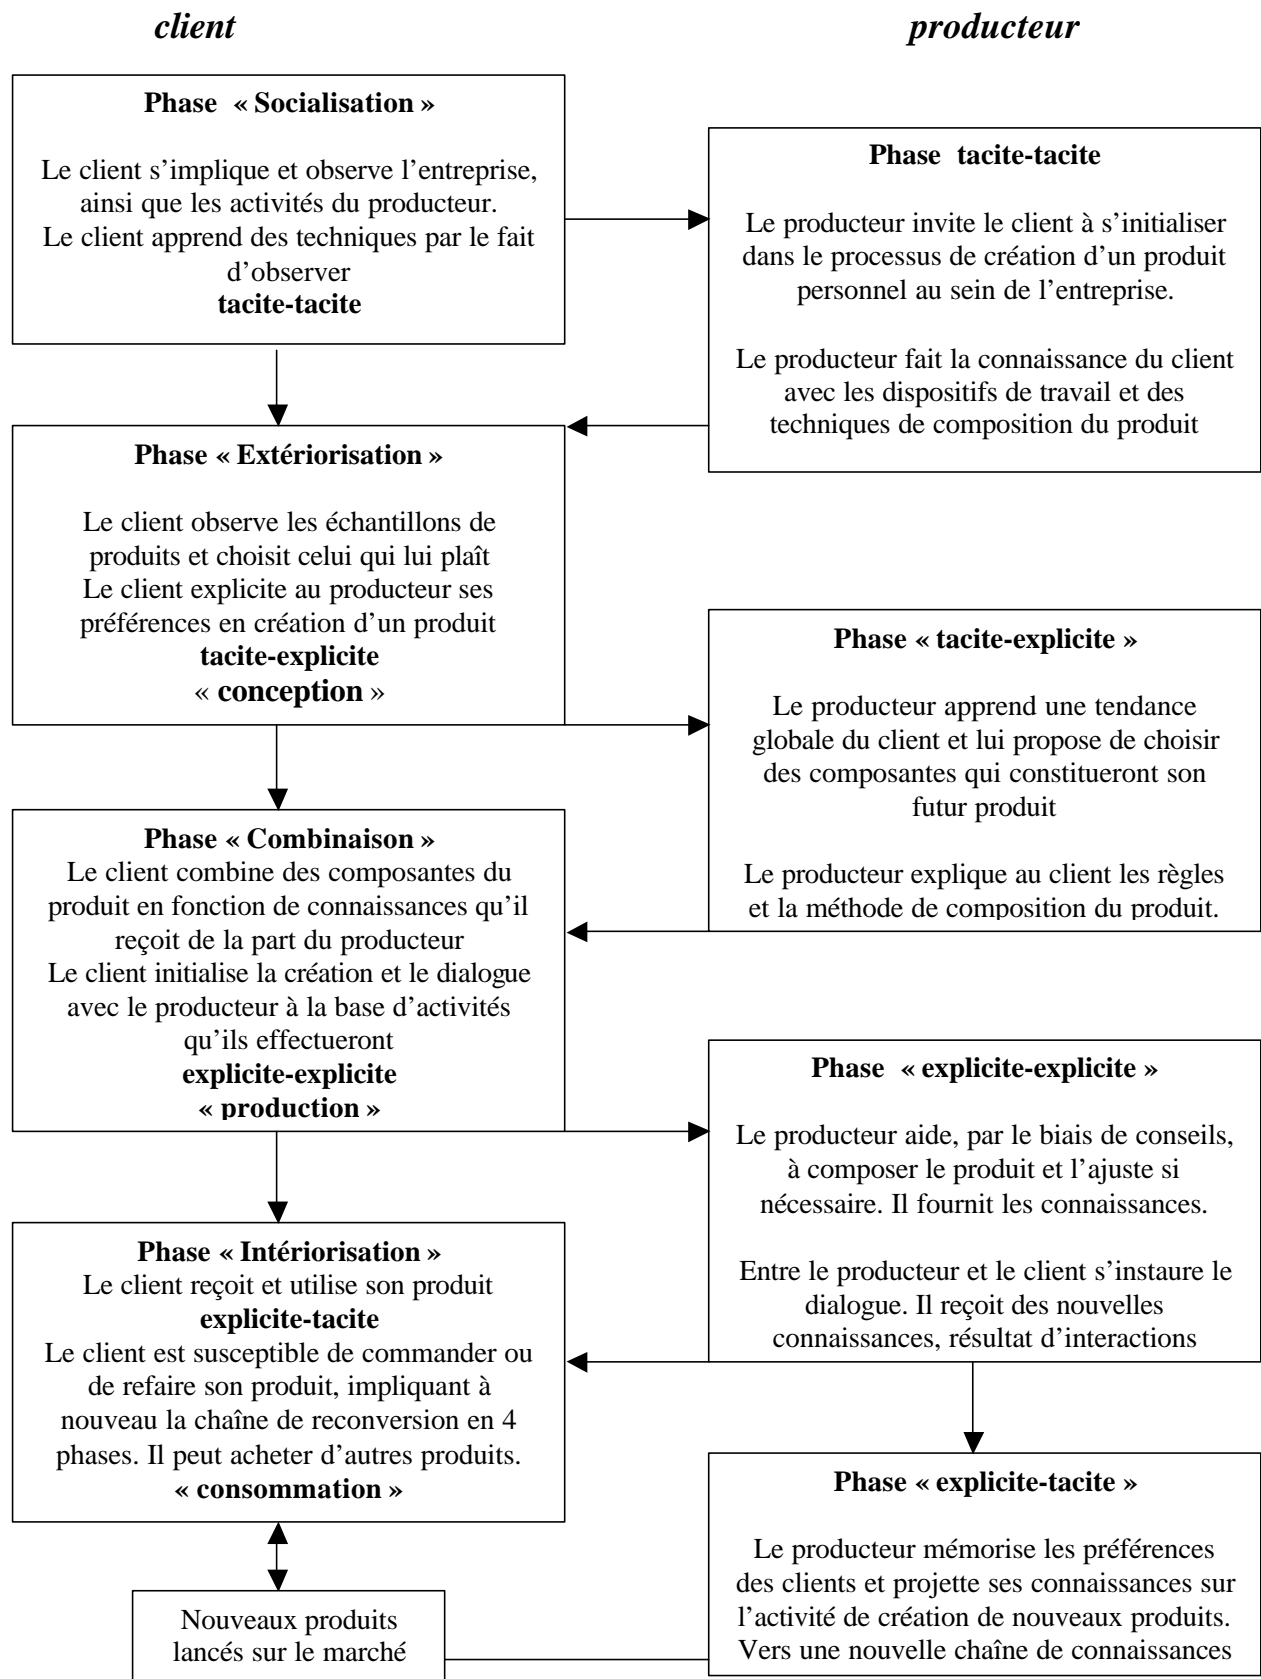 client
producteur
Phase « Socialisation »
Le client s’implique et observe l’entreprise,
ainsi que les activités du producteur.
Le client apprend des techniques par le fait
d’observer
tacite-tacite
Phase tacite-tacite
Le producteur invite le client à s’initialiser
dans le processus de création d’un produit
personnel au sein de l’entreprise.
Le producteur fait la connaissance du client
avec les dispositifs de travail et des
techniques de composition du produit
Phase « Extériorisation »
Le client observe les échantillons de
produits et choisit celui qui lui plaît
Le client explicite au producteur ses
préférences en création d’un produit
tacite-explicite
« conception »
Phase « tacite-explicite »
Le producteur apprend une tendance
globale du client et lui propose de choisir
des composantes qui constitueront son
futur produit
Le producteur explique au client les règles
et la méthode de composition du produit.
Phase « Combinaison »
Le client combine des composantes du
produit en fonction de connaissances qu’il
reçoit de la part du producteur
Le client initialise la création et le dialogue
avec le producteur à la base d’activités
qu’ils effectueront
explicite-explicite
« production »
Phase « explicite-explicite »
Le producteur aide, par le biais de conseils,
à composer le produit et l’ajuste si
nécessaire. Il fournit les connaissances.
Entre le producteur et le client s’instaure le
dialogue. Il reçoit des nouvelles
connaissances, résultat d’interactions
Phase « Intériorisation »
Le client reçoit et utilise son produit
explicite-tacite
Le client est susceptible de commander ou
de refaire son produit, impliquant à
nouveau la chaîne de reconversion en 4
phases. Il peut acheter d’autres produits.
« consommation »
Phase « explicite-tacite »
Le producteur mémorise les préférences
des clients et projette ses connaissances sur
l’activité de création de nouveaux produits.
Vers une nouvelle chaîne de connaissances
Nouveaux produits
lancés sur le marché